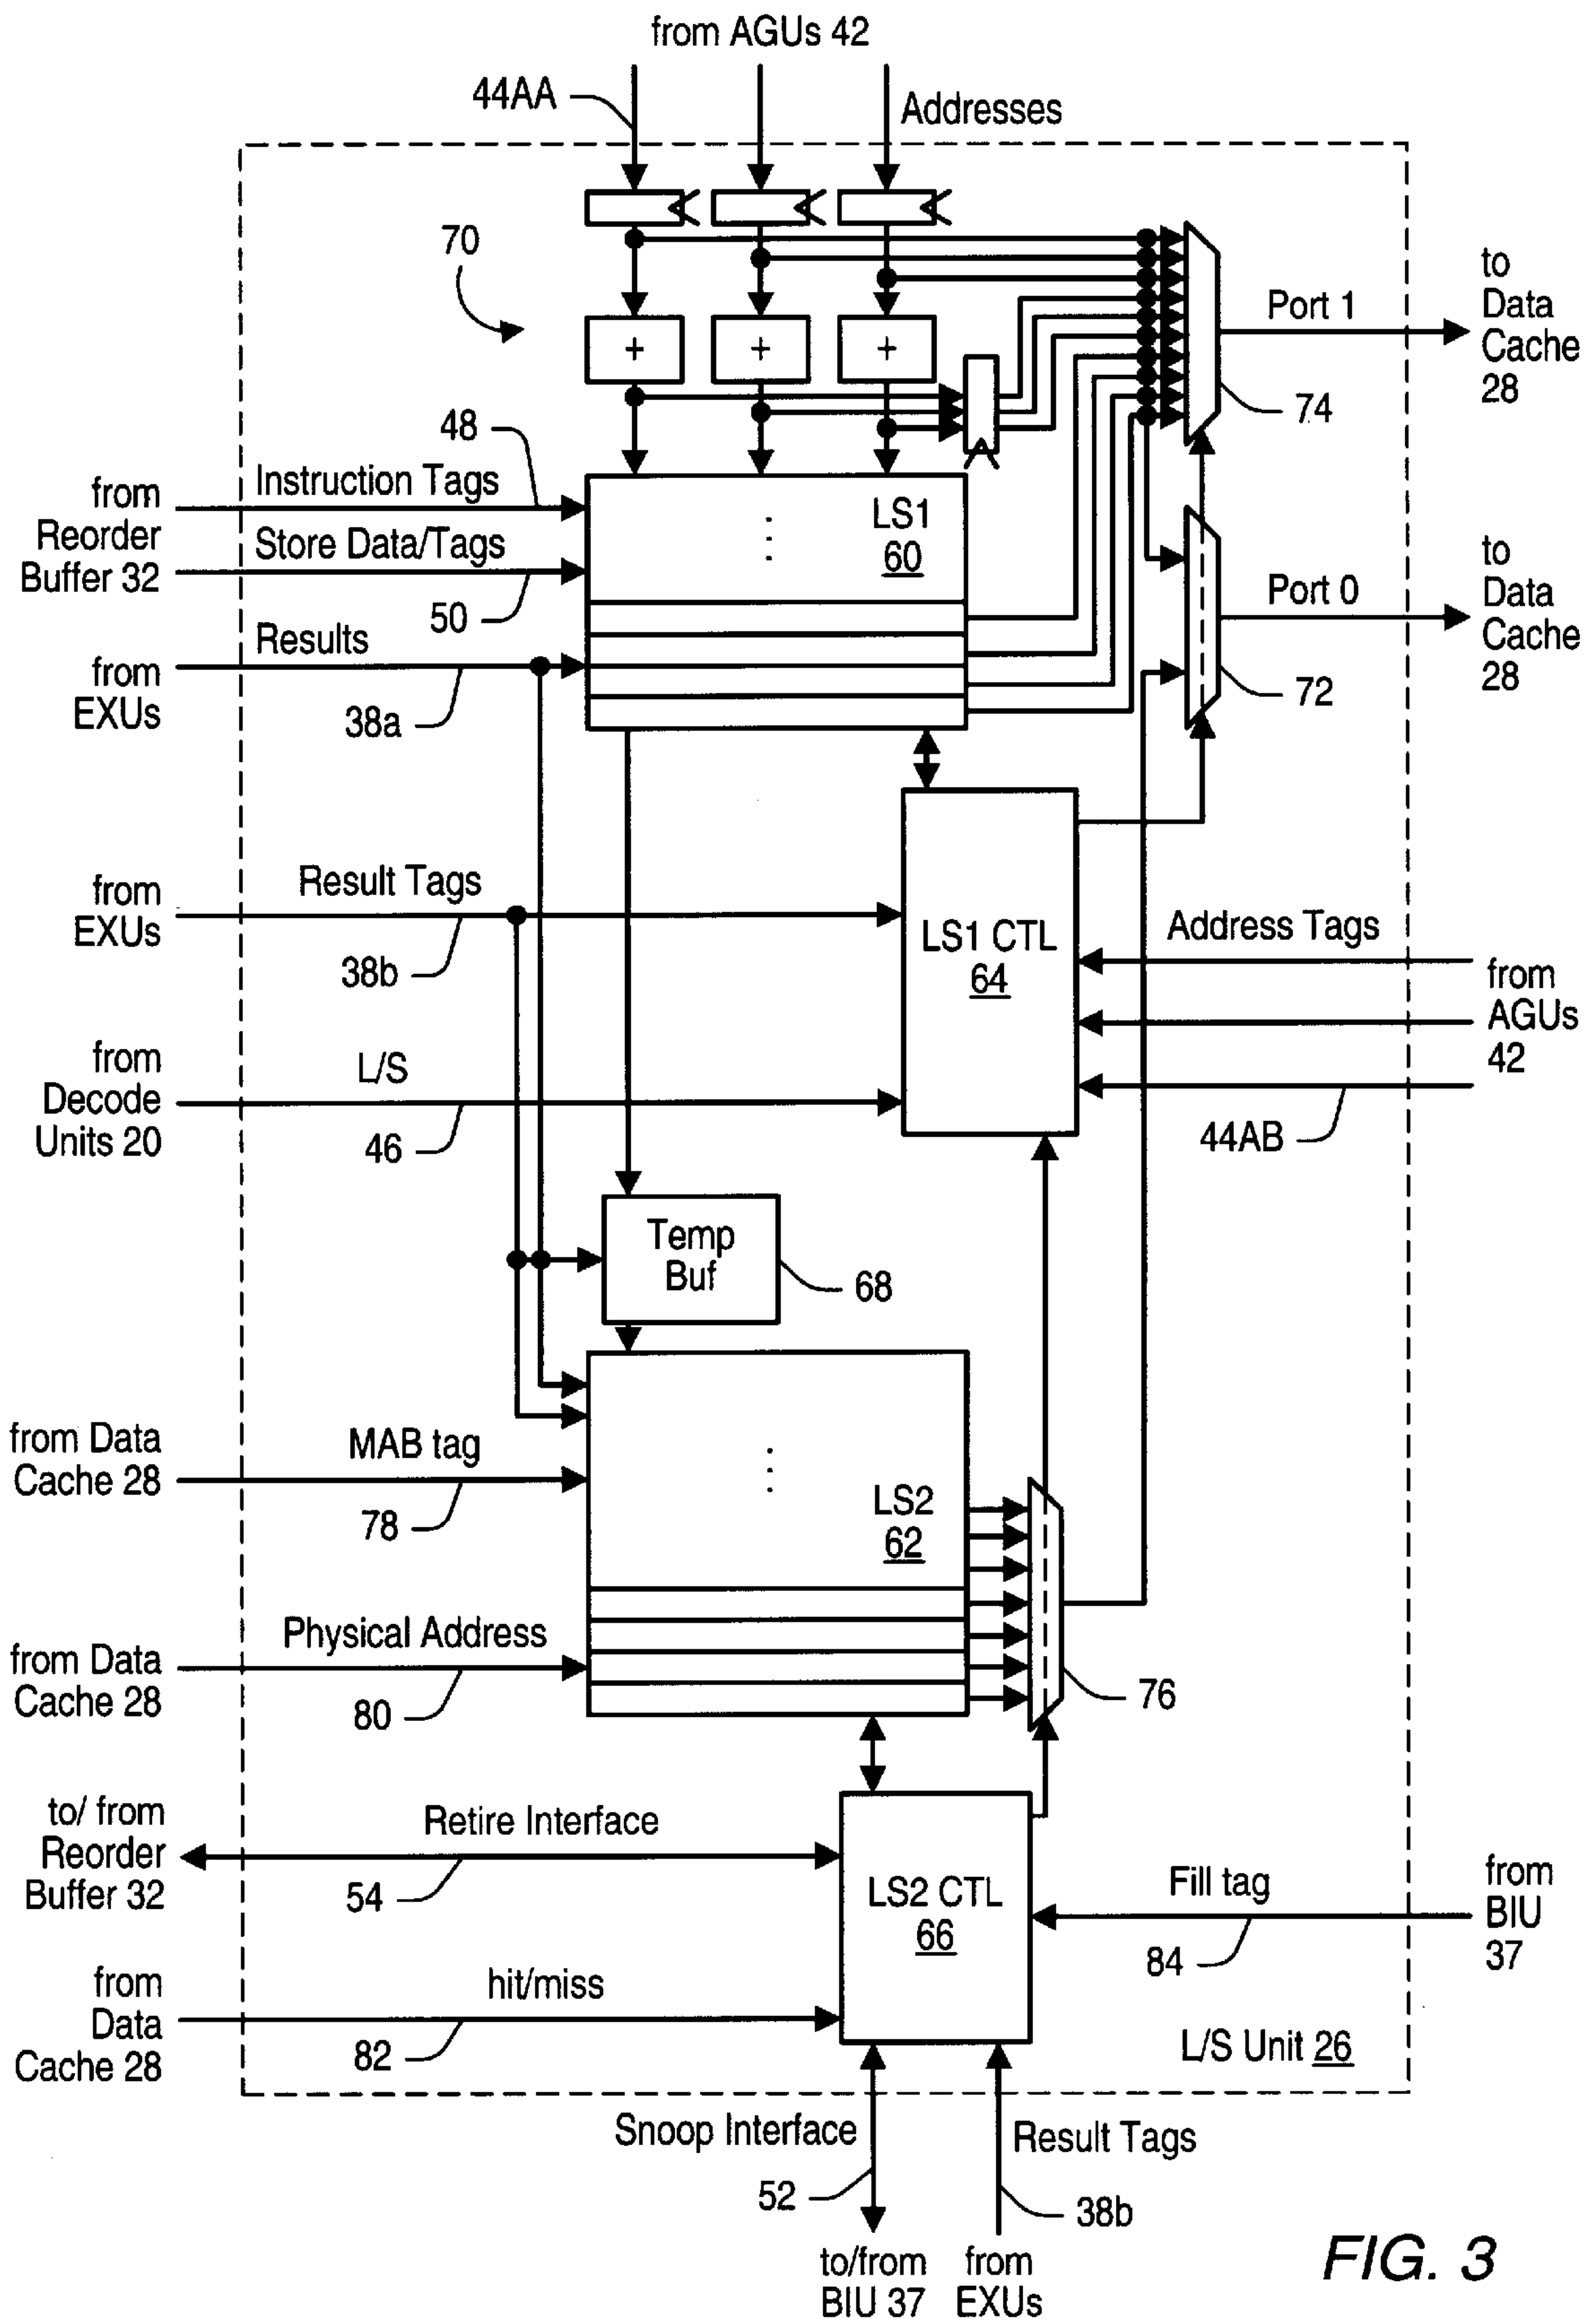 from AGUs 42
44AA
Addresses
70
+
+
+
Port 1
to
Data
Cache
28
74
48
Instruction Tags
from
Reorder
Buffer 32
Store Data/Tags
50
LS1
60
Port 0
to
Data
Cache
28
72
Results
from
EXUs
38a
Result Tags
from
EXUs
38b
LS1 CTL
64
Address Tags
from
AGUs
42
44AB
from
Decode
Units 20
L/S
46
Temp
Buf
68
from Data
Cache 28
MAB tag
78
LS2
62
Physical Address
from Data
Cache 28
80
76
to/ from
Reorder
Buffer 32
Retire Interface
54
LS2 CTL
66
Fill tag
84
from
BIU
37
from
Data
Cache 28
hit/miss
82
L/S Unit 26
Snoop Interface
52
Result Tags
38b
to/from
BIU 37
from
EXUs
FIG. 3